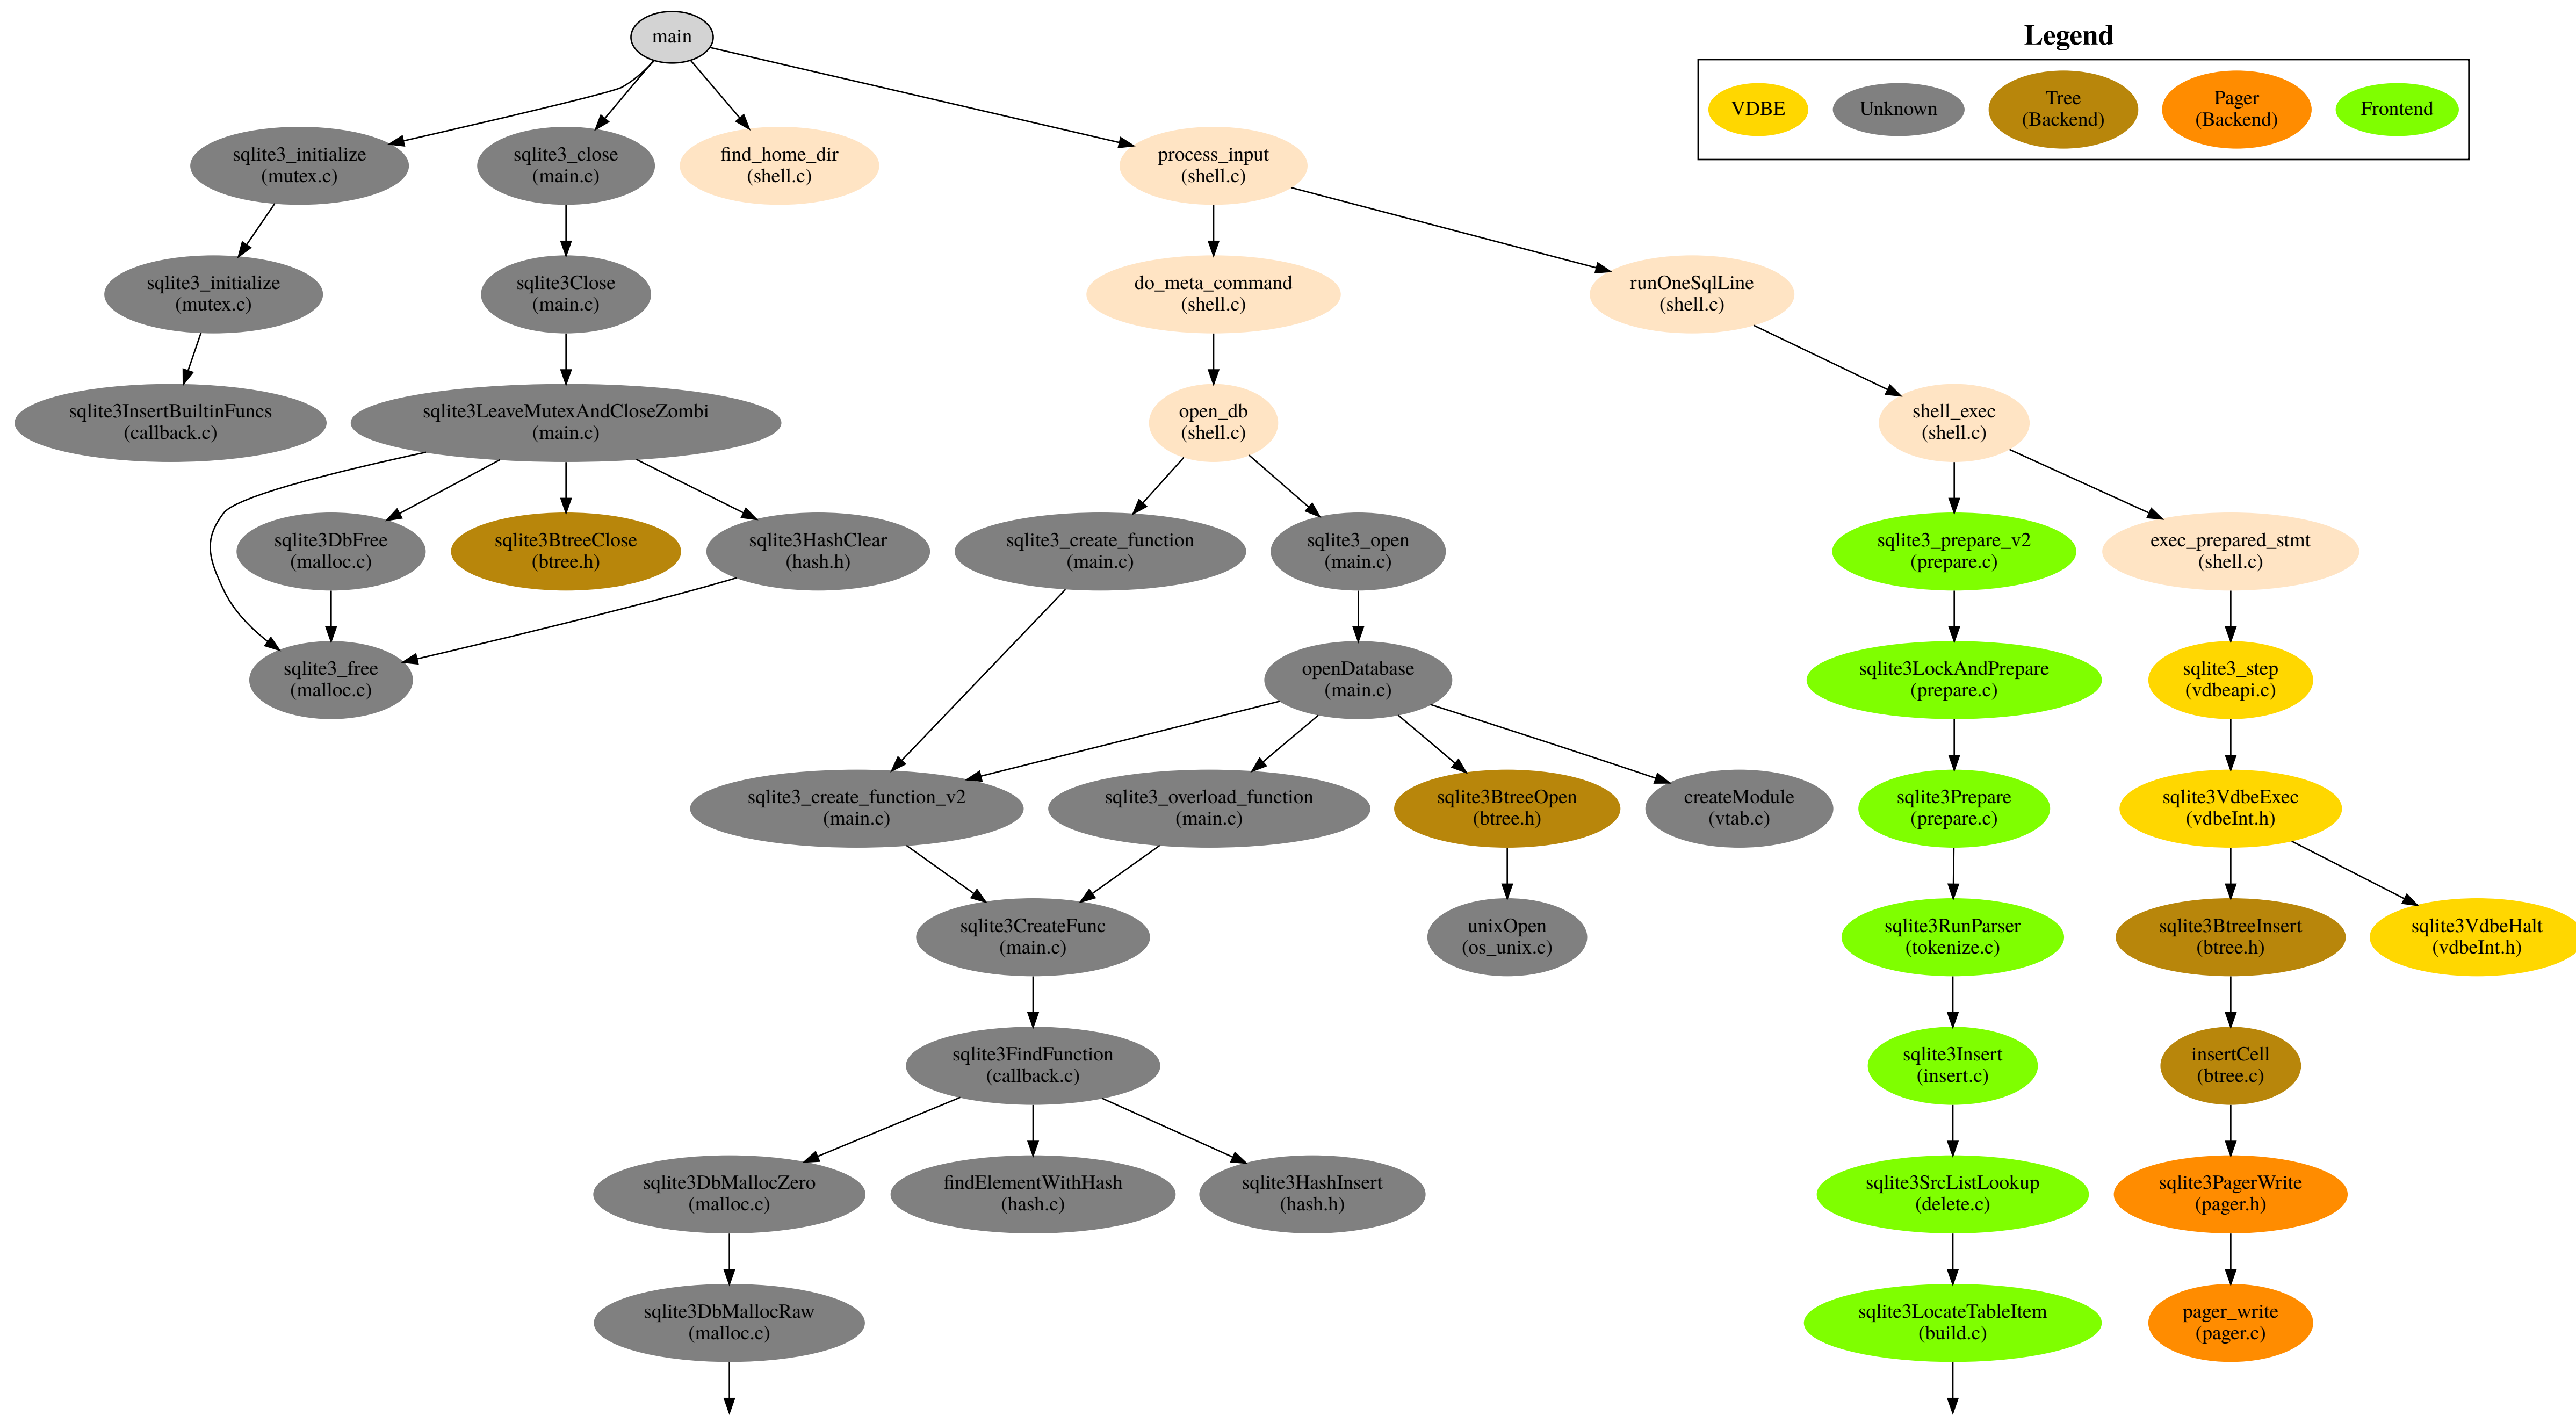 main
Legend
VDBE
Unknown
Tree
(Backend)
Pager
(Backend)
Frontend
sqlite3_initialize
(mutex.c)
sqlite3_close
(main.c)
find_home_dir
(shell.c)
process_input
(shell.c)
sqlite3_initialize
(mutex.c)
sqlite3Close
(main.c)
do_meta_command
(shell.c)
runOneSqlLine
(shell.c)
sqlite3InsertBuiltinFuncs
(callback.c)
sqlite3LeaveMutexAndCloseZombi
(main.c)
open_db
(shell.c)
shell_exec
(shell.c)
sqlite3DbFree
(malloc.c)
sqlite3BtreeClose
(btree.h)
sqlite3HashClear
(hash.h)
sqlite3_create_function
(main.c)
sqlite3_open
(main.c)
sqlite3_prepare_v2
(prepare.c)
exec_prepared_stmt
(shell.c)
sqlite3_free
(malloc.c)
openDatabase
(main.c)
sqlite3LockAndPrepare
(prepare.c)
sqlite3_step
(vdbeapi.c)
sqlite3_create_function_v2
(main.c)
sqlite3_overload_function
(main.c)
sqlite3BtreeOpen
(btree.h)
createModule
(vtab.c)
sqlite3Prepare
(prepare.c)
sqlite3VdbeExec
(vdbeInt.h)
sqlite3CreateFunc
(main.c)
unixOpen
(os_unix.c)
sqlite3RunParser
(tokenize.c)
sqlite3BtreeInsert
(btree.h)
sqlite3VdbeHalt
(vdbeInt.h)
sqlite3FindFunction
(callback.c)
sqlite3Insert
(insert.c)
insertCell
(btree.c)
sqlite3DbMallocZero
(malloc.c)
findElementWithHash
(hash.c)
sqlite3HashInsert
(hash.h)
sqlite3SrcListLookup
(delete.c)
sqlite3PagerWrite
(pager.h)
sqlite3DbMallocRaw
(malloc.c)
sqlite3LocateTableItem
(build.c)
pager_write
(pager.c)